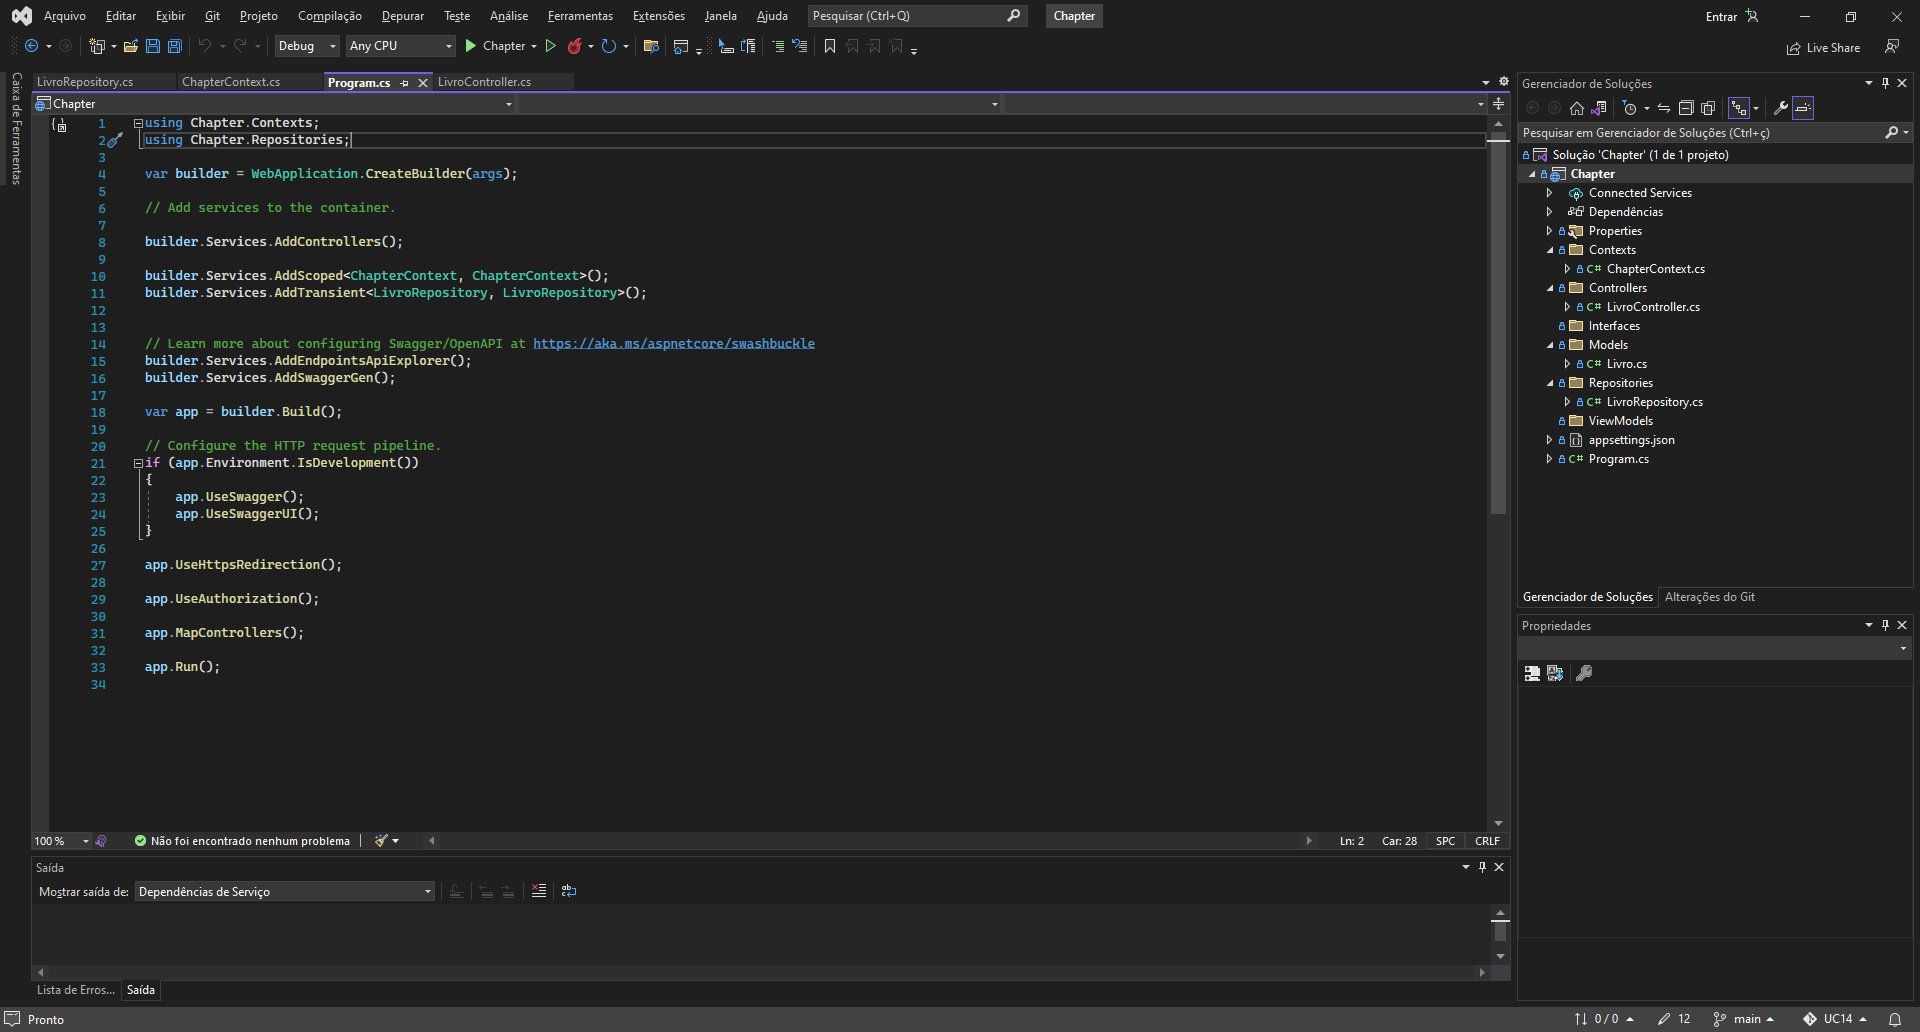 Arquivo Editar Exibir Git Projeto Compilação Depurar Teste Análise Ferramentas Extensões Janela Ajuda Pesquisar (Ctrl+Q) Chapter Entrar
Debug Any CPU Chapter Live Share
Caixa de Ferramentas
LivroRepository.cs ChapterContext.cs Program.cs LivroController.cs
Chapter
1 using Chapter.Contexts;
2 using Chapter.Repositories;
3
4 var builder = WebApplication.CreateBuilder(args);
5
6 // Add services to the container.
7
8 builder.Services.AddControllers();
9
10 builder.Services.AddScoped<ChapterContext, ChapterContext>();
11 builder.Services.AddTransient<LivroRepository, LivroRepository>();
12
13
14 // Learn more about configuring Swagger/OpenAPI at https://aka.ms/aspnetcore/swashbuckle
15 builder.Services.AddEndpointsApiExplorer();
16 builder.Services.AddSwaggerGen();
17
18 var app = builder.Build();
19
20 // Configure the HTTP request pipeline.
21 if (app.Environment.IsDevelopment())
22 {
23 app.UseSwagger();
24 app.UseSwaggerUI();
25 }
26
27 app.UseHttpsRedirection();
28
29 app.UseAuthorization();
30
31 app.MapControllers();
32
33 app.Run();
34
100 % Não foi encontrado nenhum problema Ln: 2 Car: 28 SPC CRLF
Saída
Mostrar saída de: Dependências de Serviço
Lista de Erros... Saída
Gerenciador de Soluções
Pesquisar em Gerenciador de Soluções (Ctrl+ç)
Solução 'Chapter' (1 de 1 projeto)
Chapter
Connected Services
Dependências
Properties
Contexts
C# ChapterContext.cs
Controllers
C# LivroController.cs
Interfaces
Models
C# Livro.cs
Repositories
C# LivroRepository.cs
ViewModels
appsettings.json
C# Program.cs
Gerenciador de Soluções Alterações do Git
Propriedades
Pronto 0 / 0 12 main UC14